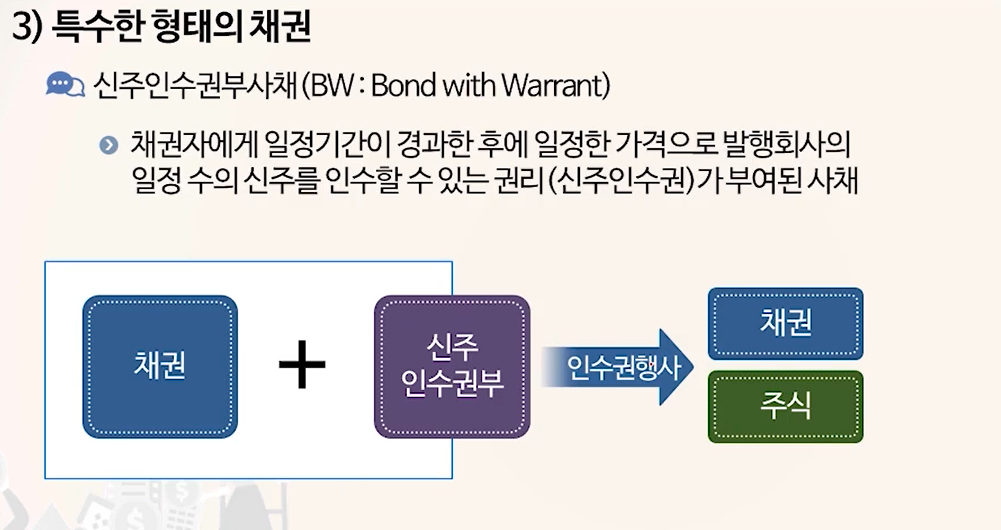 3) 특수한 형태의 채권
신주인수권부사채(BW : Bond with Warrant)
채권자에게 일정기간이 경과한 후에 일정한 가격으로 발행회사의
일정 수의 신주를 인수할 수 있는 권리(신주인수권)가 부여된 사채
채권
+
신주
인수권부
인수권행사
채권
주식